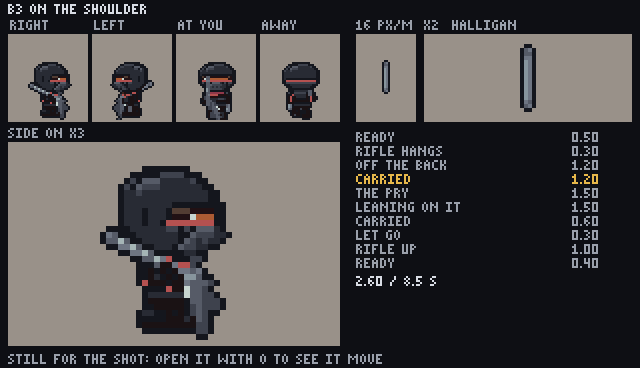 B3 ON THE SHOULDER
RIGHT LEFT AT YOU AWAY 16 PX/M X2 HALLIGAN
SIDE ON X3
READY 0.50
RIFLE HANGS 0.30
OFF THE BACK 1.20
CARRIED 1.20
THE PRY 1.50
LEANING ON IT 1.50
CARRIED 0.60
LET GO 0.30
RIFLE UP 1.00
READY 0.40
2.60 / 8.5 S
STILL FOR THE SHOT: OPEN IT WITH O TO SEE IT MOVE